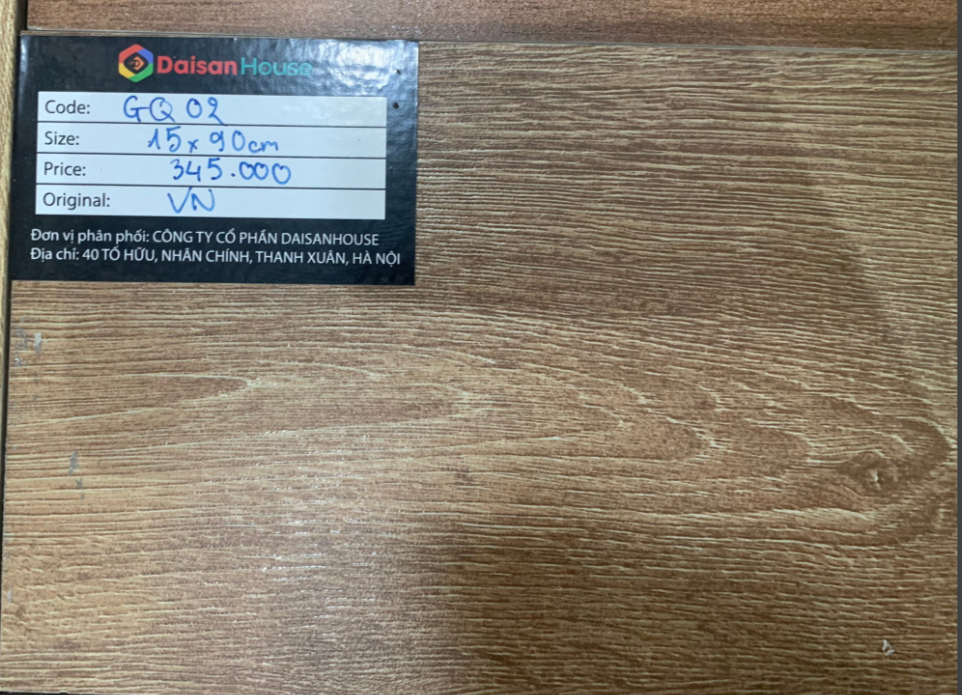 DaisanHouse
Code: GQ 02
Size: 15 x 90cm
Price: 345.000
Original: VN
Đơn vị phân phối: CÔNG TY CỔ PHẦN DAISANHOUSE
Địa chỉ: 40 TỐ HỮU, NHÂN CHÍNH, THANH XUÂN, HÀ NỘI